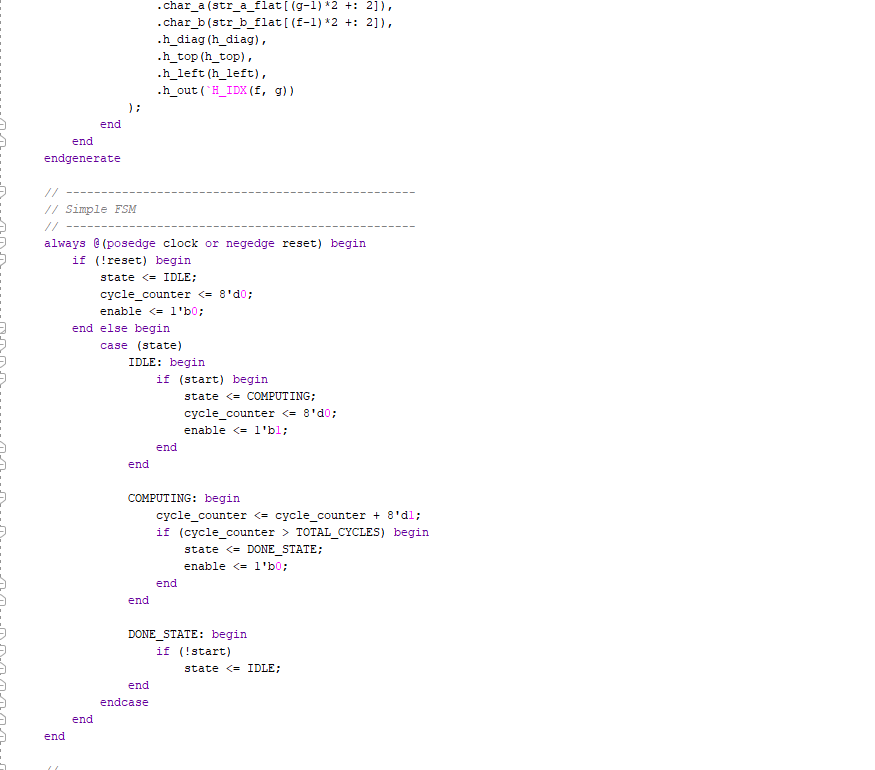 .char_a(str_a_flat[(g-1)*2 +: 2]),
.char_b(str_b_flat[(f-1)*2 +: 2]),
.h_diag(h_diag),
.h_top(h_top),
.h_left(h_left),
.h_out(`H_IDX(f, g))
);
end
end
endgenerate
// --------------------------------------------------
// Simple FSM
// --------------------------------------------------
always @(posedge clock or negedge reset) begin
if (!reset) begin
state <= IDLE;
cycle_counter <= 8'd0;
enable <= 1'b0;
end else begin
case (state)
IDLE: begin
if (start) begin
state <= COMPUTING;
cycle_counter <= 8'd0;
enable <= 1'b1;
end
end
COMPUTING: begin
cycle_counter <= cycle_counter + 8'd1;
if (cycle_counter > TOTAL_CYCLES) begin
state <= DONE_STATE;
enable <= 1'b0;
end
end
DONE_STATE: begin
if (!start)
state <= IDLE;
end
endcase
end
end
//